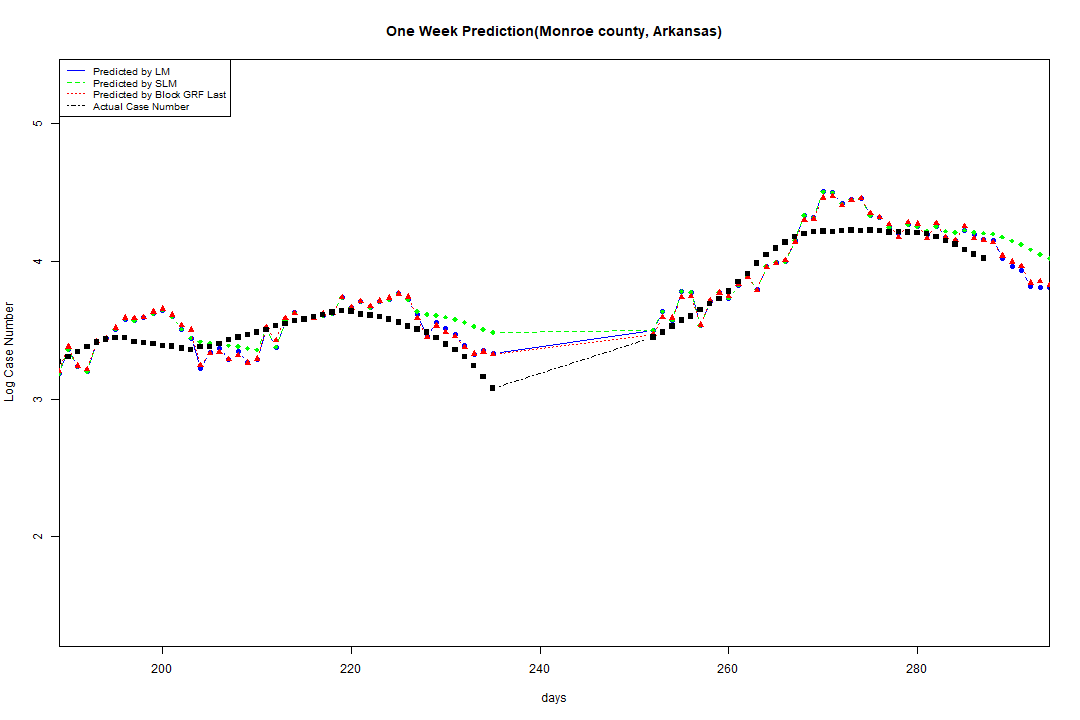 One Week Prediction(Monroe county, Arkansas)
Predicted by LM
Predicted by SLM
Predicted by Block GRF Last
Actual Case Number
5
4
3
2
Log Case Number
200 220 240 260 280
days